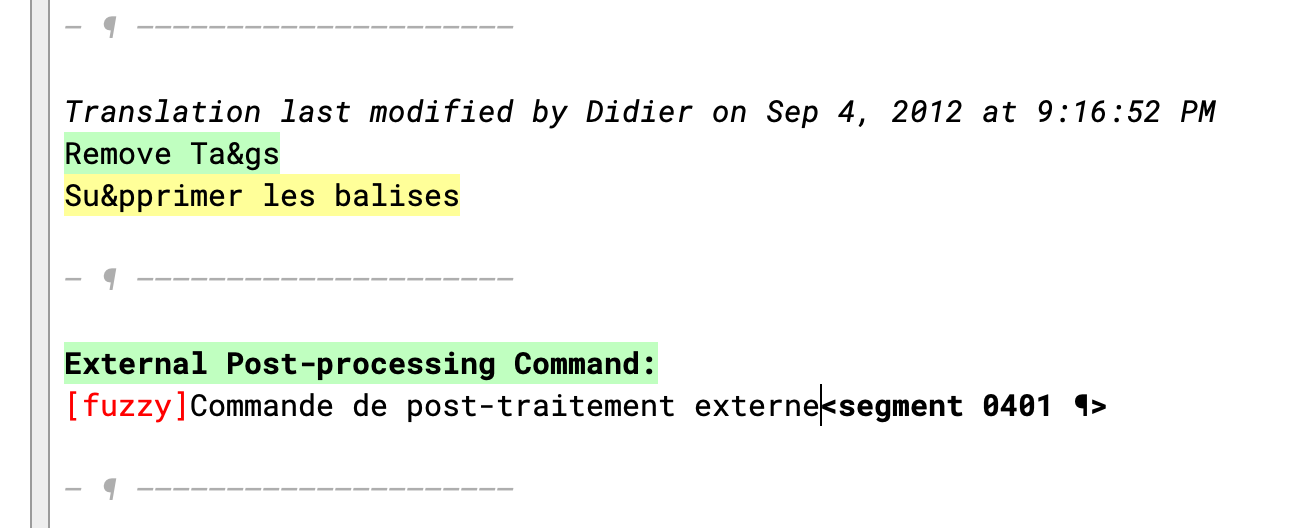 – ¶ –––––––––––––––––––––
Translation last modified by Didier on Sep 4, 2012 at 9:16:52 PM
Remove Ta&gs
Su&pprimer les balises
– ¶ –––––––––––––––––––––
External Post-processing Command:
[fuzzy]Commande de post-traitement externe<segment 0401 ¶>
– ¶ –––––––––––––––––––––